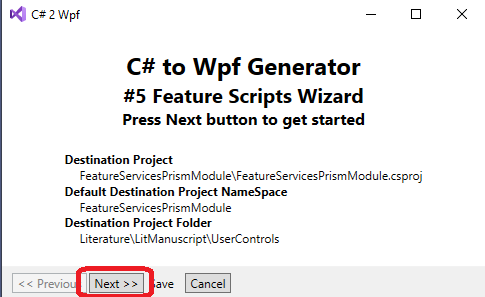 C# 2 Wpf
C# to Wpf Generator
#5 Feature Scripts Wizard
Press Next button to get started
Destination Project
FeatureServicesPrismModule\FeatureServicesPrismModule.csproj
Default Destination Project NameSpace
FeatureServicesPrismModule
Destination Project Folder
Literature\LitManuscript\UserControls
<< Previou Next >> Save Cancel